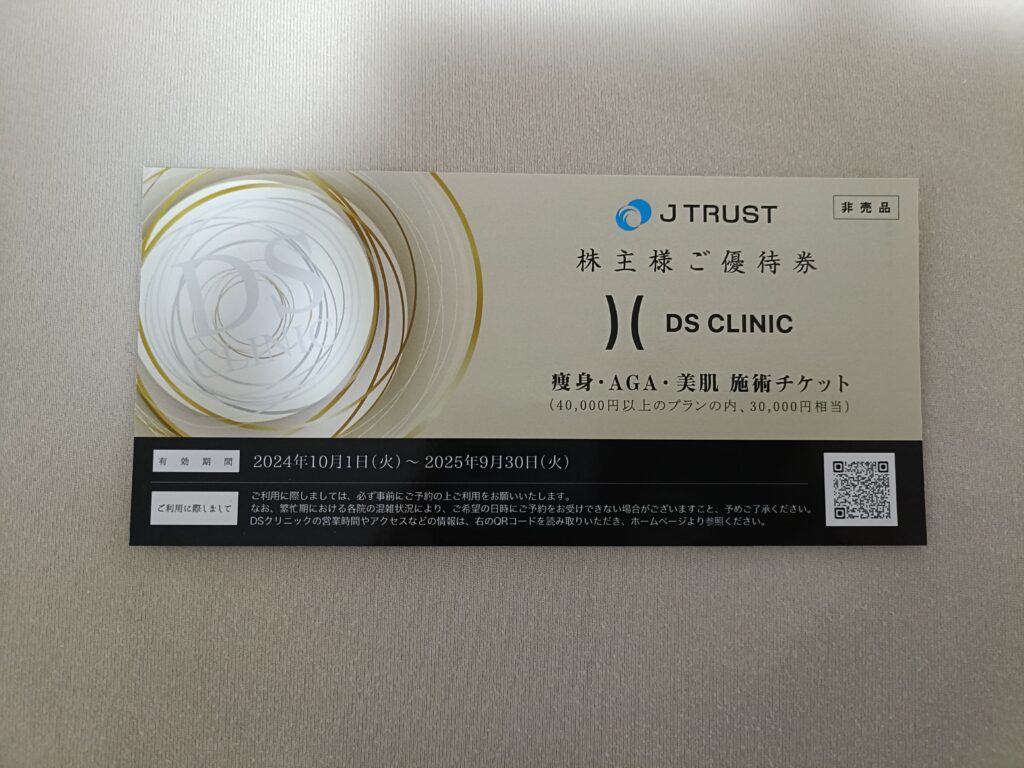 DS
CLINIC
J TRUST
非売品
株主様ご優待券
DS CLINIC
痩身・AGA・美肌 施術チケット
(40,000円以上のプランの内、30,000円相当)
有効期間
2024年10月1日(火)～2025年9月30日(火)
ご利用に際しまして
ご利用に際しましては、必ず事前にご予約の上ご利用をお願いいたします。
なお、繁忙期における各院の混雑状況により、ご希望の日時にご予約をお受けできない場合がございますこと、予めご了承ください。
DSクリニックの営業時間やアクセスなどの情報は、右のQRコードを読み取りいただき、ホームページより参照ください。